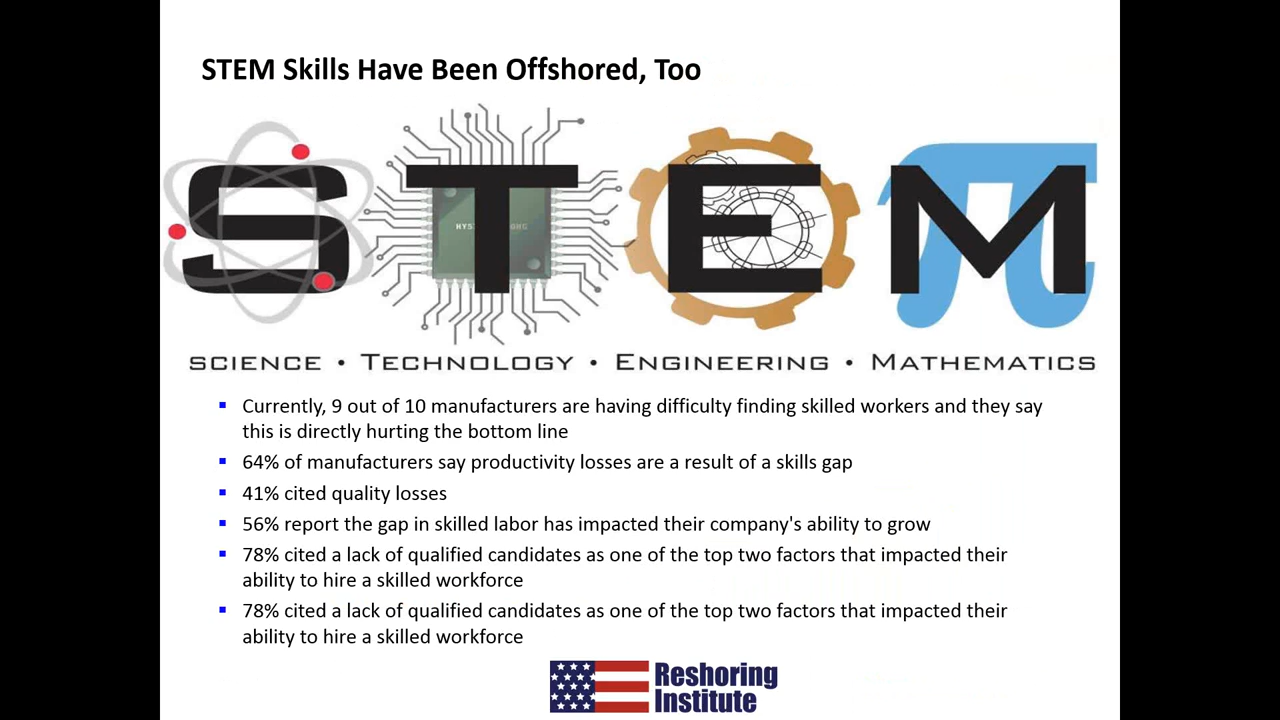 STEM Skills Have Been Offshored, Too
STEM
SCIENCE • TECHNOLOGY • ENGINEERING • MATHEMATICS
Currently, 9 out of 10 manufacturers are having difficulty finding skilled workers and they say
this is directly hurting the bottom line
64% of manufacturers say productivity losses are a result of a skills gap
41% cited quality losses
56% report the gap in skilled labor has impacted their company's ability to grow
78% cited a lack of qualified candidates as one of the top two factors that impacted their
ability to hire a skilled workforce
78% cited a lack of qualified candidates as one of the top two factors that impacted their
ability to hire a skilled workforce
Reshoring
Institute